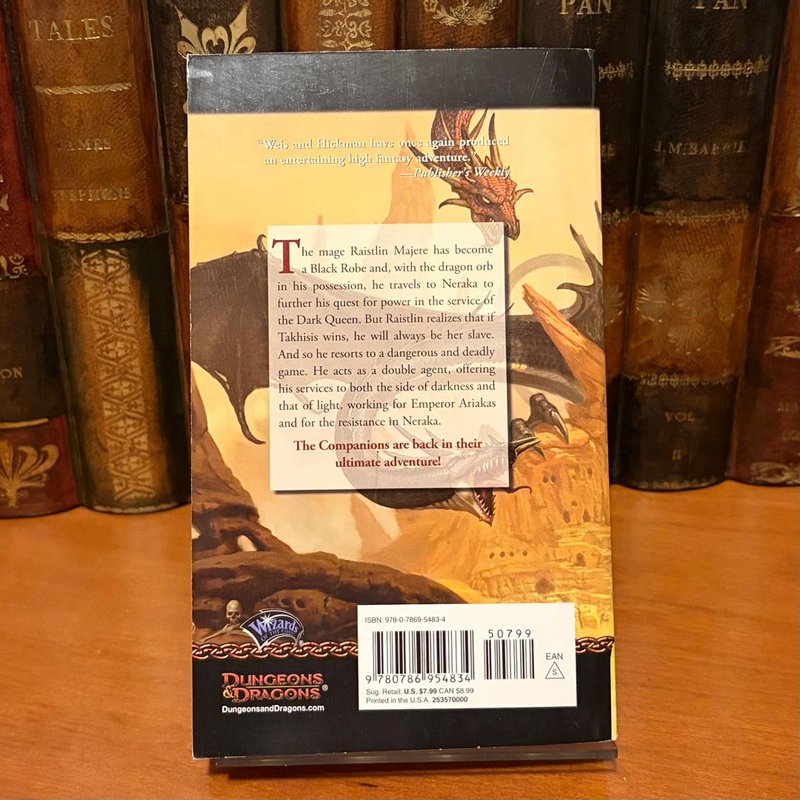 TALES
JAMES
STEPHENS
PAN
PAN
J.M. BARRIE
VOL
II
ON
"Weis and Hickman have once again produced
an entertaining high fantasy adventure."
—Publisher's Weekly
The mage Raistlin Majere has become
a Black Robe and, with the dragon orb
in his possession, he travels to Neraka to
further his quest for power in the service of
the Dark Queen. But Raistlin realizes that if
Takhisis wins, he will always be her slave.
And so he resorts to a dangerous and deadly
game. He acts as a double agent, offering
his services to both the side of darkness and
that of light, working for Emperor Ariakas
and for the resistance in Neraka.
The Companions are back in their
ultimate adventure!
Wizards
OF THE COAST
®
DUNGEONS
& DRAGONS®
DungeonsandDragons.com
ISBN: 978-0-7869-5483-4
50799
EAN
S
9 780786 954834
Sug. Retail: U.S. $7.99 CAN $8.99
Printed in the U.S.A. 253570000